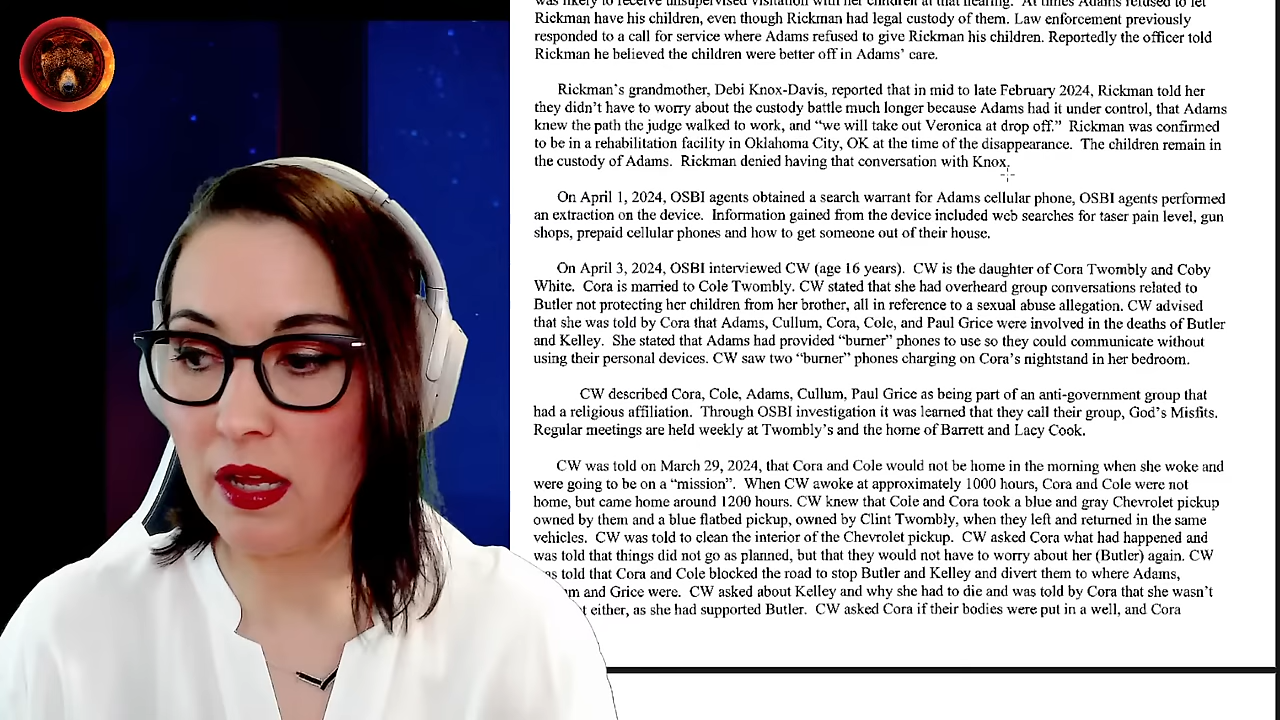 was likely to receive unsupervised visitation with her children at that hearing. At times Adams refused to let
Rickman have his children, even though Rickman had legal custody of them. Law enforcement previously
responded to a call for service where Adams refused to give Rickman his children. Reportedly the officer told
Rickman he believed the children were better off in Adams' care.
Rickman's grandmother, Debi Knox-Davis, reported that in mid to late February 2024, Rickman told her
they didn't have to worry about the custody battle much longer because Adams had it under control, that Adams
knew the path the judge walked to work, and “we will take out Veronica at drop off.” Rickman was confirmed
to be in a rehabilitation facility in Oklahoma City, OK at the time of the disappearance. The children remain in
the custody of Adams. Rickman denied having that conversation with Knox.
On April 1, 2024, OSBI agents obtained a search warrant for Adams cellular phone, OSBI agents performed
an extraction on the device. Information gained from the device included web searches for taser pain level, gun
shops, prepaid cellular phones and how to get someone out of their house.
On April 3, 2024, OSBI interviewed CW (age 16 years). CW is the daughter of Cora Twombly and Coby
White. Cora is married to Cole Twombly. CW stated that she had overheard group conversations related to
Butler not protecting her children from her brother, all in reference to a sexual abuse allegation. CW advised
that she was told by Cora that Adams, Cullum, Cora, Cole, and Paul Grice were involved in the deaths of Butler
and Kelley. She stated that Adams had provided “burner” phones to use so they could communicate without
using their personal devices. CW saw two “burner” phones charging on Cora's nightstand in her bedroom.
CW described Cora, Cole, Adams, Cullum, Paul Grice as being part of an anti-government group that
had a religious affiliation. Through OSBI investigation it was learned that they call their group, God's Misfits.
Regular meetings are held weekly at Twombly's and the home of Barrett and Lacy Cook.
CW was told on March 29, 2024, that Cora and Cole would not be home in the morning when she woke and
were going to be on a “mission”. When CW awoke at approximately 1000 hours, Cora and Cole were not
home, but came home around 1200 hours. CW knew that Cole and Cora took a blue and gray Chevrolet pickup
owned by them and a blue flatbed pickup, owned by Clint Twombly, when they left and returned in the same
vehicles. CW was told to clean the interior of the Chevrolet pickup. CW asked Cora what had happened and
was told that things did not go as planned, but that they would not have to worry about her (Butler) again. CW
as told that Cora and Cole blocked the road to stop Butler and Kelley and divert them to where Adams,
and Grice were. CW asked about Kelley and why she had to die and was told by Cora that she wasn't
either, as she had supported Butler. CW asked Cora if their bodies were put in a well, and Cora